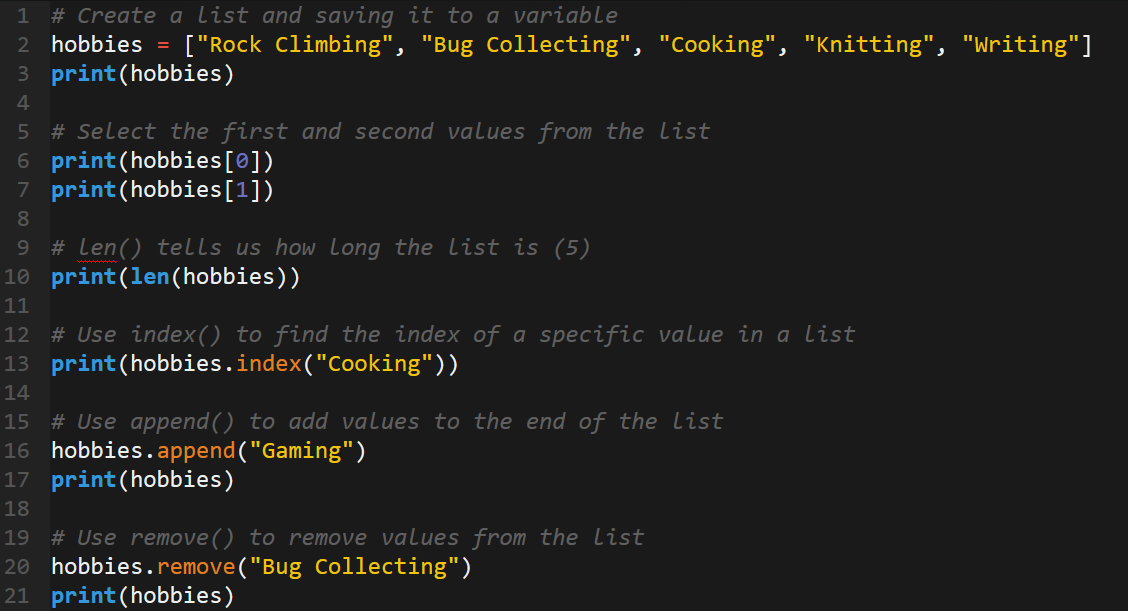 1 # Create a list and saving it to a variable
2 hobbies = ["Rock Climbing", "Bug Collecting", "Cooking", "Knitting", "Writing"]
3 print(hobbies)
4
5 # Select the first and second values from the list
6 print(hobbies[0])
7 print(hobbies[1])
8
9 # len() tells us how long the list is (5)
10 print(len(hobbies))
11
12 # Use index() to find the index of a specific value in a list
13 print(hobbies.index("Cooking"))
14
15 # Use append() to add values to the end of the list
16 hobbies.append("Gaming")
17 print(hobbies)
18
19 # Use remove() to remove values from the list
20 hobbies.remove("Bug Collecting")
21 print(hobbies)